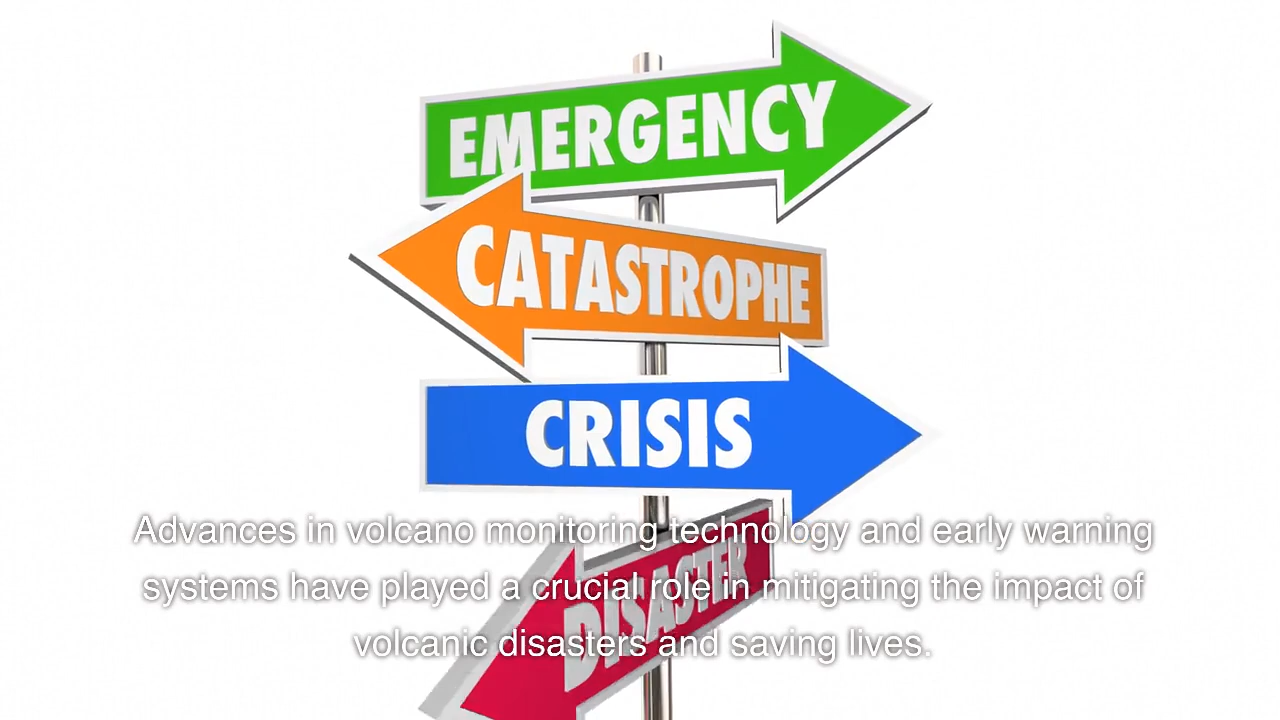 EMERGENCY
CATASTROPHE
CRISIS
DISASTER
Advances in volcano monitoring technology and early warning
systems have played a crucial role in mitigating the impact of
volcanic disasters and saving lives.